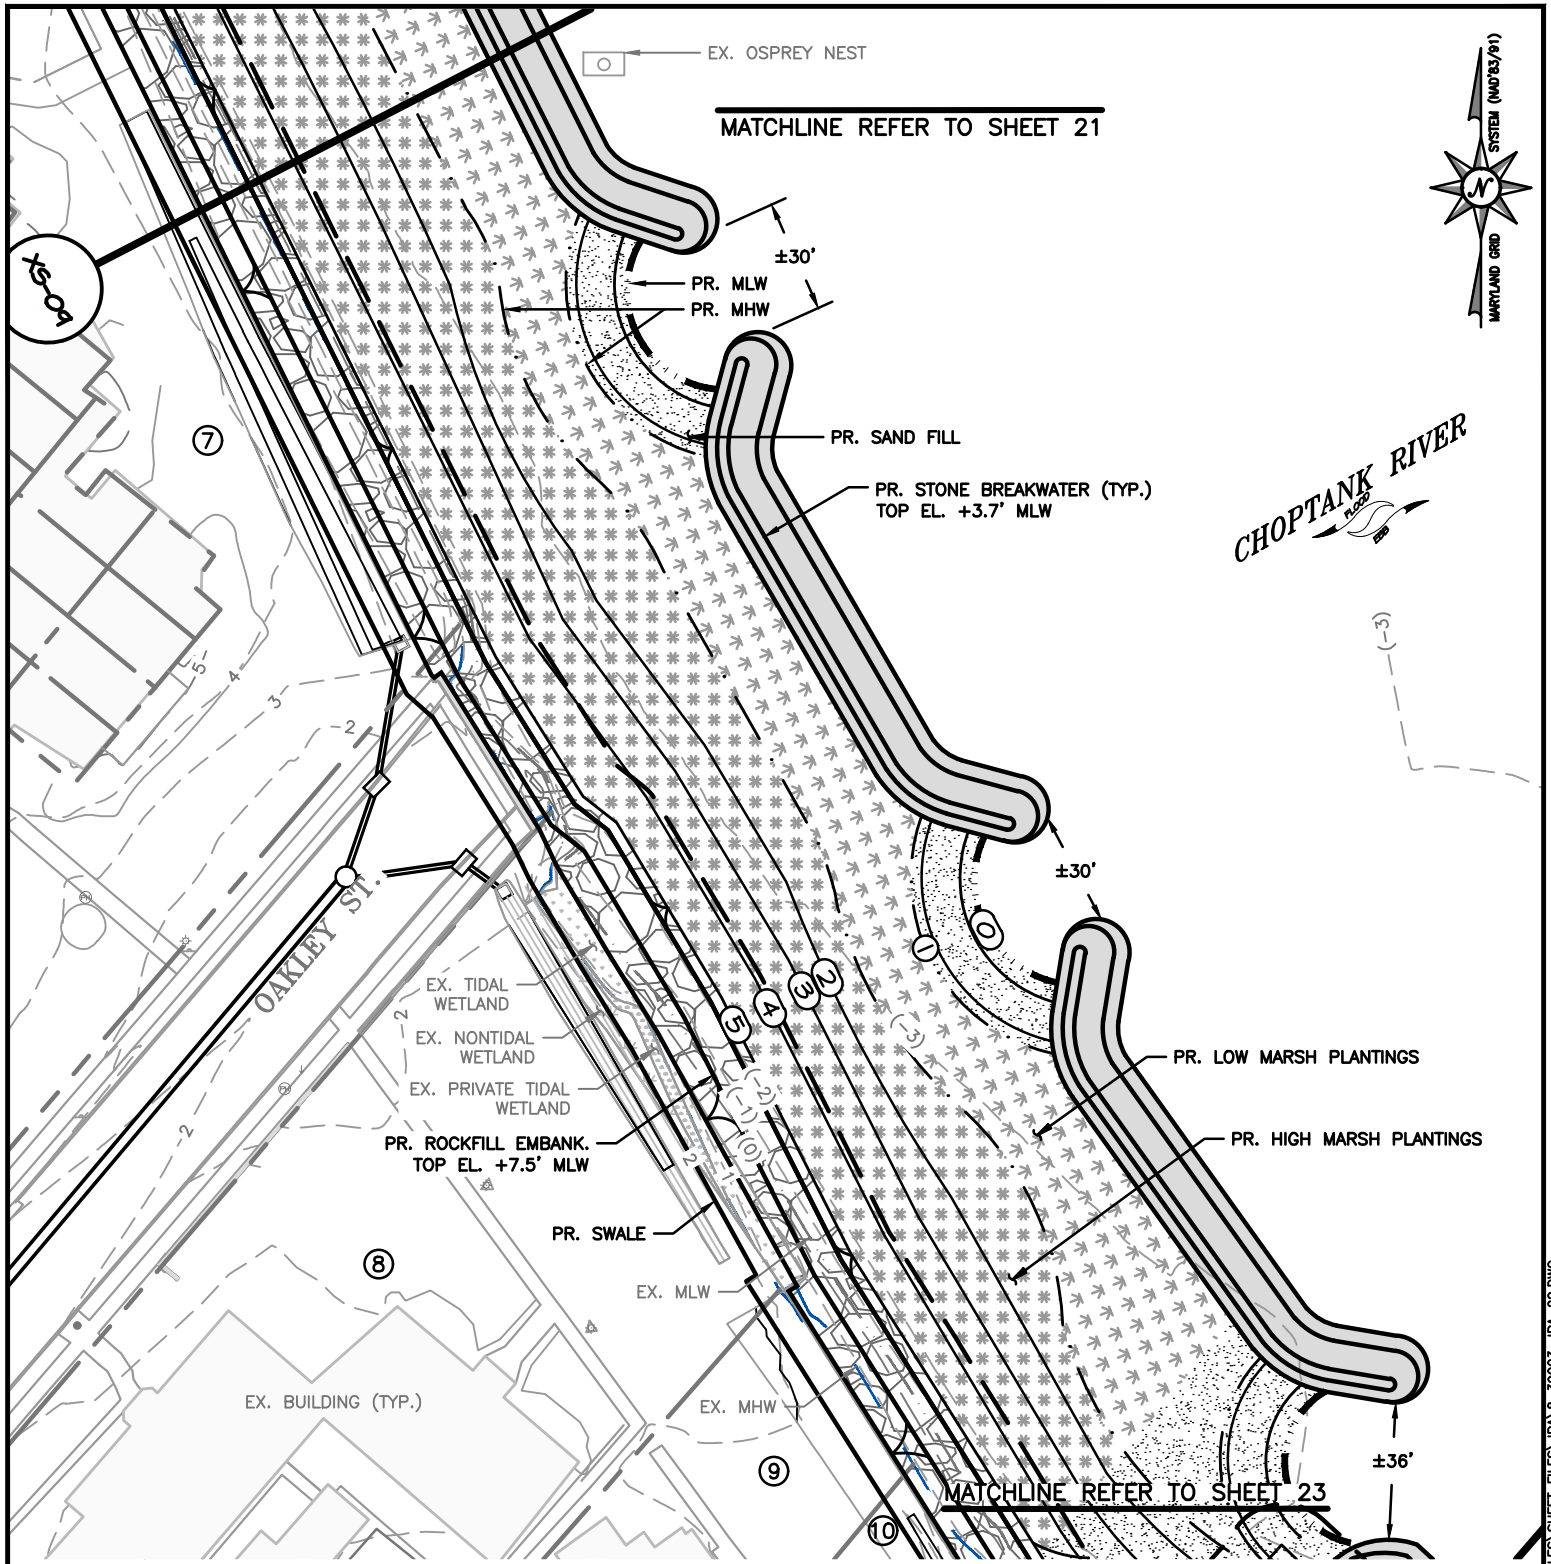 EX. OSPREY NEST
MATCHLINE REFER TO SHEET 21
SYSTEM (NAD'83/91)
N
MARYLAND GRID
XS-09
±30'
PR. MLW
PR. MHW
PR. SAND FILL
7
PR. STONE BREAKWATER (TYP.)
TOP EL. +3.7' MLW
CHOPTANK RIVER
FLOOD
EBB
(-3)
5
4
3
2
±30'
OAKLEY ST.
0
1
2
3
4
5
EX. TIDAL
WETLAND
2
(-3)
EX. NONTIDAL
WETLAND
PR. LOW MARSH PLANTINGS
EX. PRIVATE TIDAL
WETLAND
(-2)
(-1)
(0)
2
PR. ROCKFILL EMBANK.
TOP EL. +7.5' MLW
PR. HIGH MARSH PLANTINGS
2
1
PR. SWALE
8
EX. MLW
EX. BUILDING (TYP.)
EX. MHW
9
±36'
MATCHLINE REFER TO SHEET 23
10